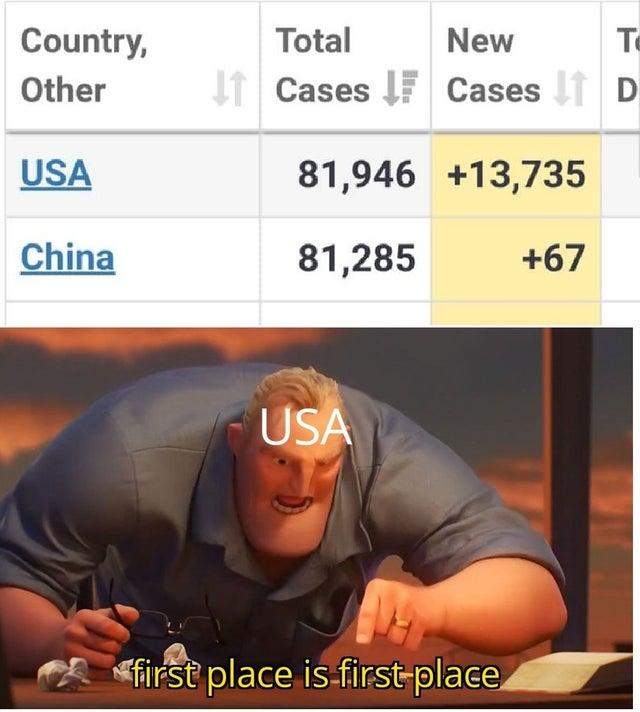 Country, Total New
Other Cases Cases D
USA 81,946 +13,735
China 81,285 +67
USA
first place is first place